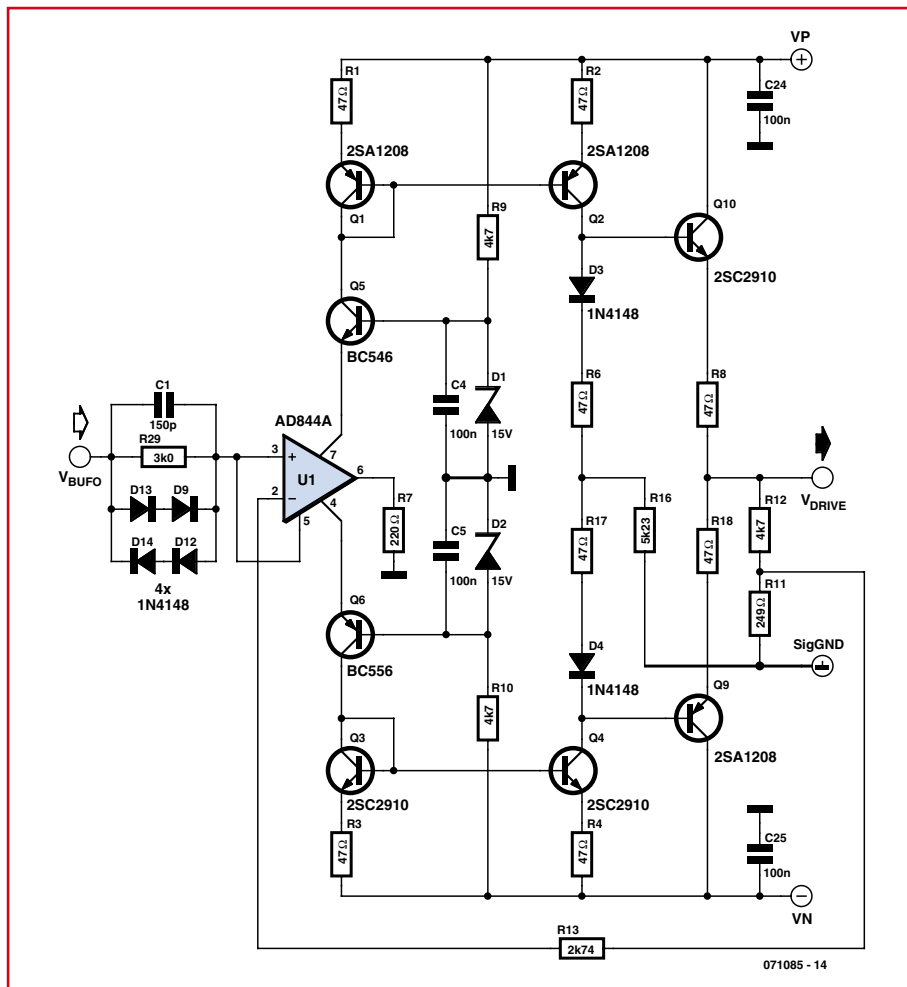 VP
R1
47Ω
R2
47Ω
C24
100n
2SA1208
2SA1208
Q1
R9
4k7
Q2
Q10
2SC2910
D3
1N4148
Q5
BC546
C1
150p
R29
3k0
VBUFO
D13
D9
D14
D12
4x
1N4148
AD844A
3
+
2
−
U1
7
6
4
5
R7
220Ω
C4
100n
D1
15V
R6
47Ω
R8
47Ω
VDRIVE
R16
5k23
R12
4k7
R17
47Ω
R18
47Ω
C5
100n
D2
15V
R11
249Ω
SigGND
Q6
BC556
D4
1N4148
R10
4k7
Q9
2SA1208
Q3
2SC2910
Q4
2SC2910
R3
47Ω
R4
47Ω
C25
100n
VN
R13
2k74
071085 - 14